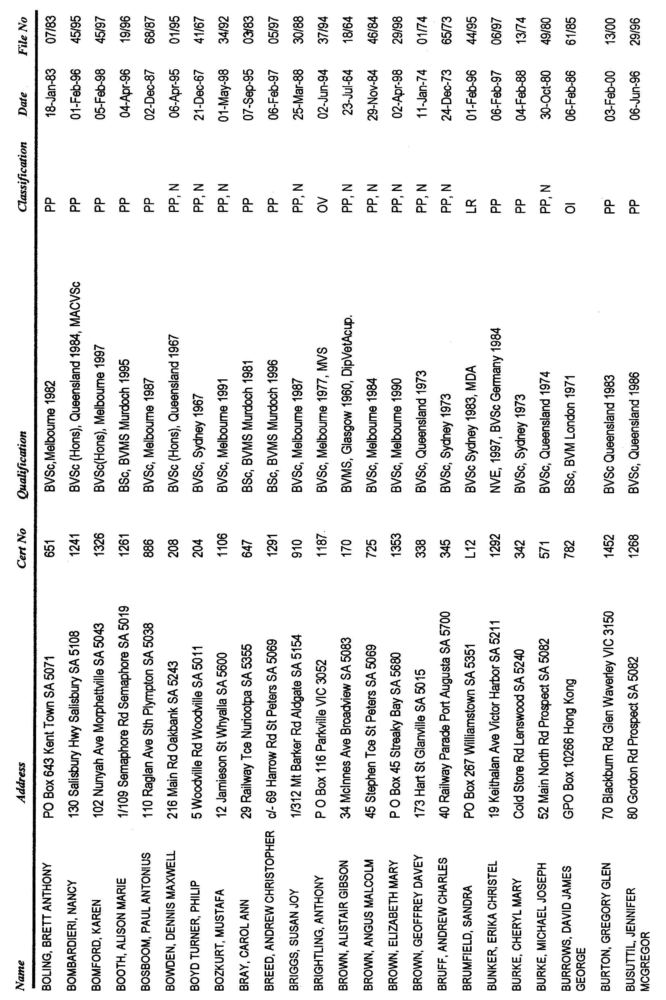 Name Address Cert No Qualification Classification Date File No
BOLING, BRETT ANTHONY PO Box 643 Kent Town SA 5071 651 BVSc,Melbourne 1982 PP 18-Jan-83 07/83
BOMBARDIERI, NANCY 130 Salisbury Hwy Salisbury SA 5108 1241 BVSc (Hons), Queensland 1984, MACVSc PP 01-Feb-96 45/95
BOMFORD, KAREN 102 Nunyah Ave Morphettville SA 5043 1326 BVSc(Hons), Melbourne 1997 PP 05-Feb-98 45/97
BOOTH, ALISON MARIE 1/109 Semaphore Rd Semaphore SA 5019 1261 BSc, BVMS Murdoch 1995 PP 04-Apr-96 19/96
BOSBOOM, PAUL ANTONIUS 110 Raglan Ave Sth Plympton SA 5038 886 BVSc, Melbourne 1987 PP 02-Dec-87 68/87
BOWDEN, DENNIS MAXWELL 216 Main Rd Oakbank SA 5243 208 BVSc (Hons), Queensland 1967 PP, N 06-Apr-95 01/95
BOYD TURNER, PHILIP 5 Woodville Rd Woodville SA 5011 204 BVSc, Sydney 1967 PP, N 21-Dec-67 41/67
BOZKURT, MUSTAFA 12 Jamieson St Whyalla SA 5600 1106 BVSc, Melbourne 1991 PP, N 01-May-98 34/92
BRAY, CAROL ANN 29 Railway Tce Nuriootpa SA 5355 647 BSc, BVMS Murdoch 1981 PP 07-Sep-95 03/83
BREED, ANDREW CHRISTOPHER c/- 69 Harrow Rd St Peters SA 5069 1291 BSc, BVMS Murdoch 1996 PP 06-Feb-97 05/97
BRIGGS, SUSAN JOY 1/312 Mt Barker Rd Aldgate SA 5154 910 BVSc, Melbourne 1987 PP, N 25-Mar-88 30/88
BRIGHTLING, ANTHONY P O Box 116 Parkville VIC 3052 1187 BVSc, Melbourne 1977, MVS OV 02-Jun-94 37/94
BROWN, ALISTAIR GIBSON 34 McInnes Ave Broadview SA 5083 170 BVMS, Glasgow 1960, DipVetAcup. PP, N 23-Jul-64 18/64
BROWN, ANGUS MALCOLM 45 Stephen Tce St Peters SA 5069 725 BVSc, Melbourne 1984 PP, N 29-Nov-84 46/84
BROWN, ELIZABETH MARY P O Box 45 Streaky Bay SA 5680 1353 BVSc, Melbourne 1990 PP, N 02-Apr-98 29/98
BROWN, GEOFFREY DAVEY 173 Hart St Glanville SA 5015 338 BVSc, Queensland 1973 PP, N 11-Jan-74 01/74
BRUFF, ANDREW CHARLES 40 Railway Parade Port Augusta SA 5700 345 BVSc, Sydney 1973 PP, N 24-Dec-73 65/73
BRUMFIELD, SANDRA PO Box 267 Williamstown SA 5351 L12 BVSc Sydney 1983, MDA LR 01-Feb-96 44/95
BUNKER, ERIKA CHRISTEL 19 Keithalan Ave Victor Harbor SA 5211 1292 NVE, 1997, BVSc Germany 1984 PP 06-Feb-97 06/97
BURKE, CHERYL MARY Cold Store Rd Lenswood SA 5240 342 BVSc, Sydney 1973 PP 04-Feb-88 13/74
BURKE, MICHAEL JOSEPH 52 Main North Rd Prospect SA 5082 571 BVSc, Queensland 1974 PP, N 30-Oct-80 49/80
BURROWS, DAVID JAMES GPO Box 10266 Hong Kong 782 BSc, BVM London 1971 OI 06-Feb-86 61/85
GEORGE
BURTON, GREGORY GLEN 70 Blackburn Rd Glen Waverley VIC 3150 1452 BVSc Queensland 1983 PP 03-Feb-00 13/00
BUSUTTIL, JENNIFER 80 Gordon Rd Prospect SA 5082 1268 BVSc, Queensland 1986 PP 06-Jun-96 29/96
MCGREGOR